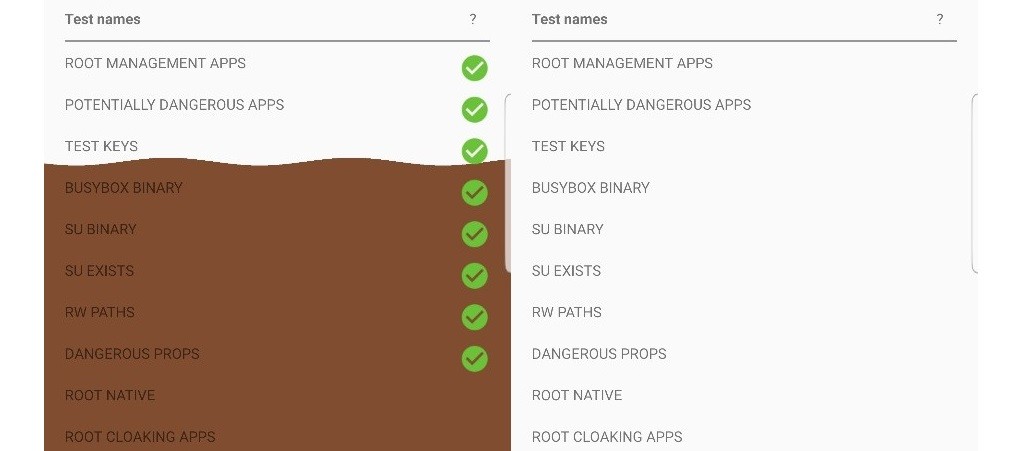 Test names ?
ROOT MANAGEMENT APPS
POTENTIALLY DANGEROUS APPS
TEST KEYS
BUSYBOX BINARY
SU BINARY
SU EXISTS
RW PATHS
DANGEROUS PROPS
ROOT NATIVE
ROOT CLOAKING APPS
Test names ?
ROOT MANAGEMENT APPS
POTENTIALLY DANGEROUS APPS
TEST KEYS
BUSYBOX BINARY
SU BINARY
SU EXISTS
RW PATHS
DANGEROUS PROPS
ROOT NATIVE
ROOT CLOAKING APPS